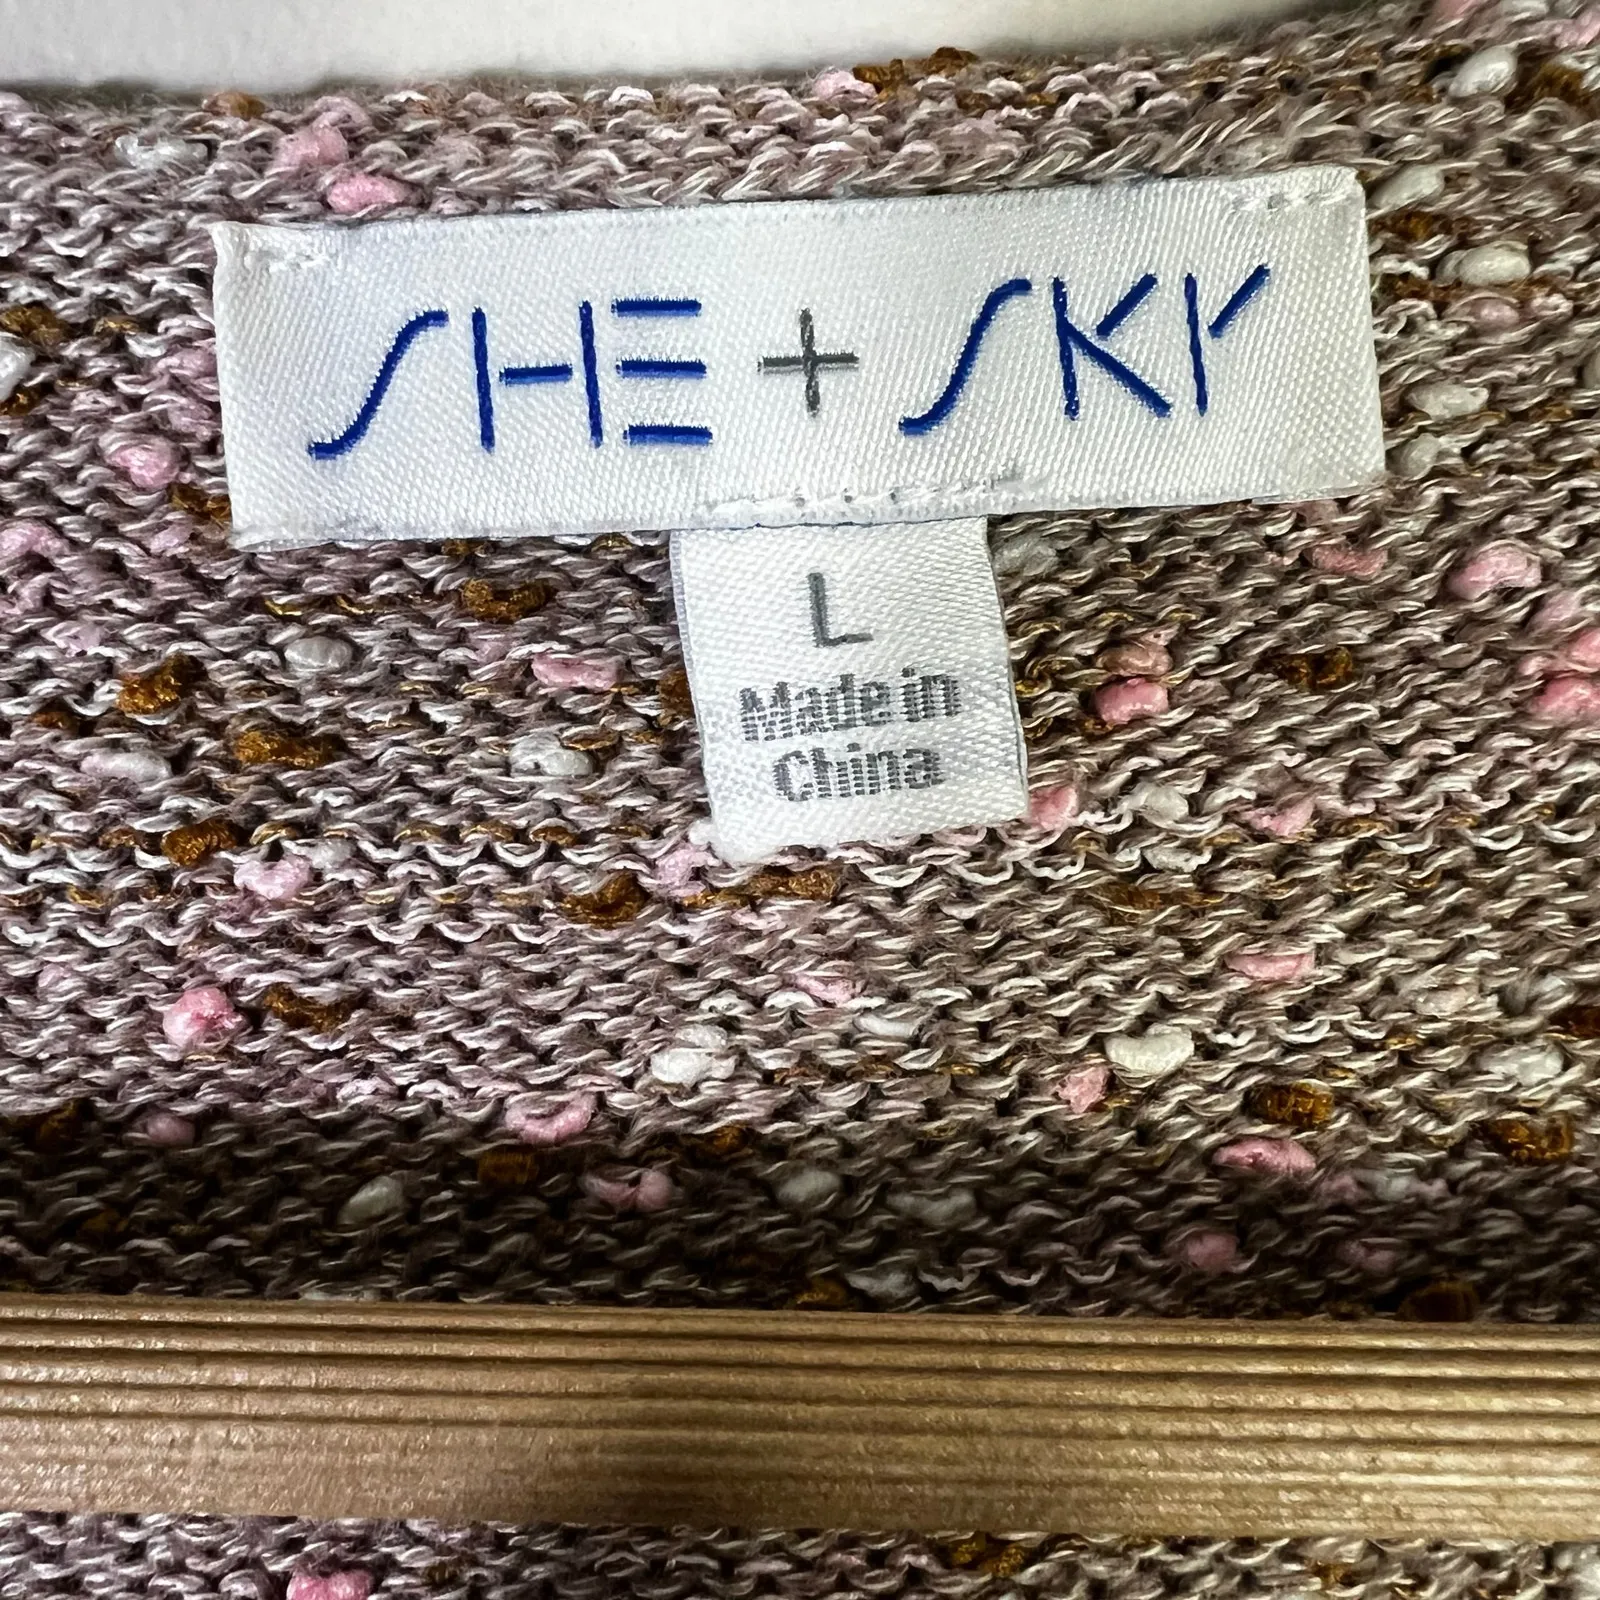 SHE + SKY
L
Made in
China